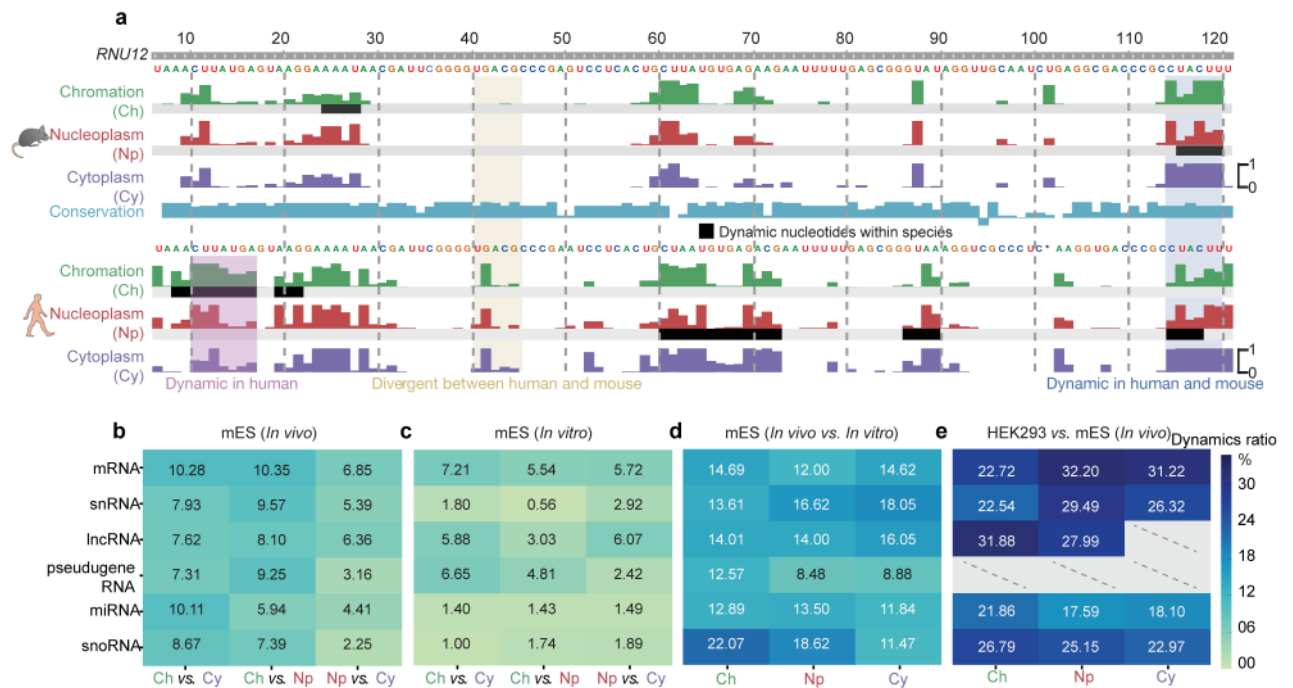 a
10 20 30 40 50 60 70 80 90 100 110 120
RNU12
UAAACUUAUGAGUAAGGAAAAUAACGAUUCGGGGUGACGCCCGAGUCCUCACUGCUUAUGUGAGAAGAAUUUUUGAGCGGGUAUAGGUUGCAAUCUGAGGCGACCCGCCUACUUU
Chromation
(Ch)
Nucleoplasm
(Np)
Cytoplasm
(Cy)
1
0
Conservation
Dynamic nucleotides within species
UAAACUUAUGAGUAAGGAAAAUAACGAUUCGGGGUGACGCCCGAAUCCUCACUGCUAAUGUGAGACGAAUUUUUGAGCGGGUAAAGGUCGCCCUC*AAGGUGACCCGCCUACUUU
Chromation
(Ch)
Nucleoplasm
(Np)
Cytoplasm
(Cy)
1
0
Dynamic in human Divergent between human and mouse Dynamic in human and mouse
b mES (In vivo) c mES (In vitro) d mES (In vivo vs. In vitro) e HEK293 vs. mES (In vivo) Dynamics ratio
%
mRNA 10.28 10.35 6.85 7.21 5.54 5.72 14.69 12.00 14.62 22.72 32.20 31.22 30
snRNA 7.93 9.57 5.39 1.80 0.56 2.92 13.61 16.62 18.05 22.54 29.49 26.32 24
lncRNA 7.62 8.10 6.36 5.88 3.03 6.07 14.01 14.00 16.05 31.88 27.99 18
pseudugene
RNA 7.31 9.25 3.16 6.65 4.81 2.42 12.57 8.48 8.88 12
miRNA 10.11 5.94 4.41 1.40 1.43 1.49 12.89 13.50 11.84 21.86 17.59 18.10 06
snoRNA 8.67 7.39 2.25 1.00 1.74 1.89 22.07 18.62 11.47 26.79 25.15 22.97 00
Ch vs. Cy Ch vs. Np Np vs. Cy Ch vs. Cy Ch vs. Np Np vs. Cy Ch Np Cy Ch Np Cy